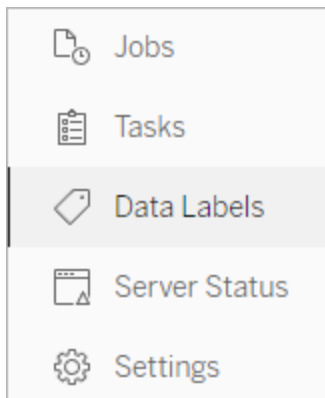 Jobs
Tasks
Data Labels
Server Status
Settings